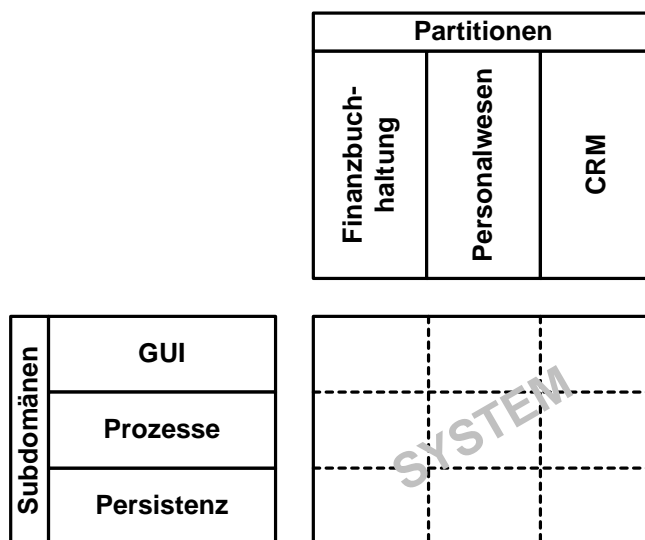 Partitionen
Finanzbuch-
haltung
Personalwesen
CRM
Subdomänen
GUI
Prozesse
Persistenz
SYSTEM